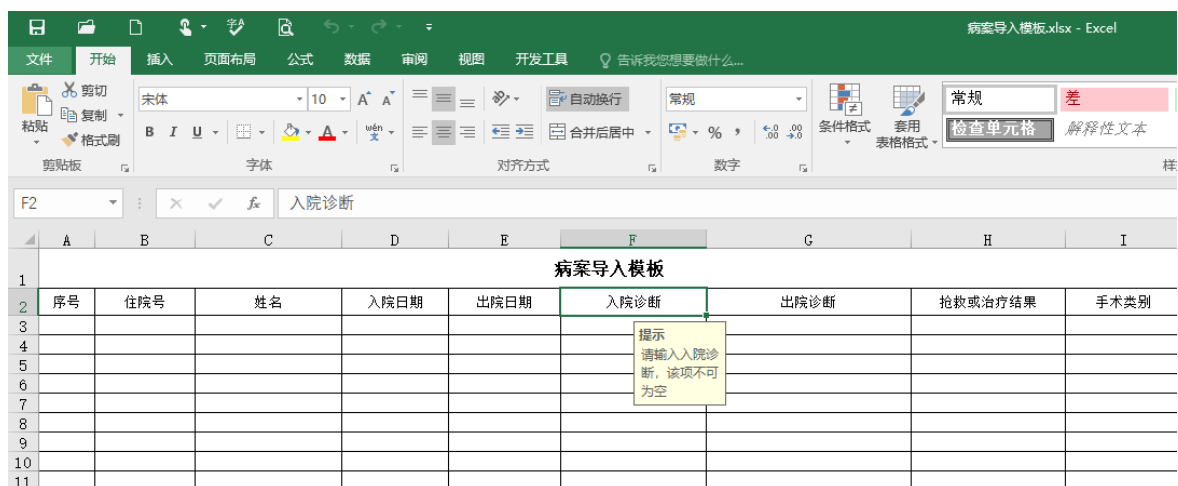 病案导入模板.xlsx - Excel
文件 开始 插入 页面布局 公式 数据 审阅 视图 开发工具 告诉我您想要做什么...
剪切
复制
格式刷
粘贴
剪贴板
宋体 10
B I U A wén 文
字体
自动换行
合并后居中
对齐方式
常规
% , .00 .0
数字
条件格式 套用 表格格式
常规 差
检查单元格 解释性文本
F2 fx 入院诊断
A B C D E F G H I
1 病案导入模板
2 序号 住院号 姓名 入院日期 出院日期 入院诊断 出院诊断 抢救或治疗结果 手术类别
3
4
5
6
7
8
9
10
11
提示
请输入入院诊
断，该项不可
为空